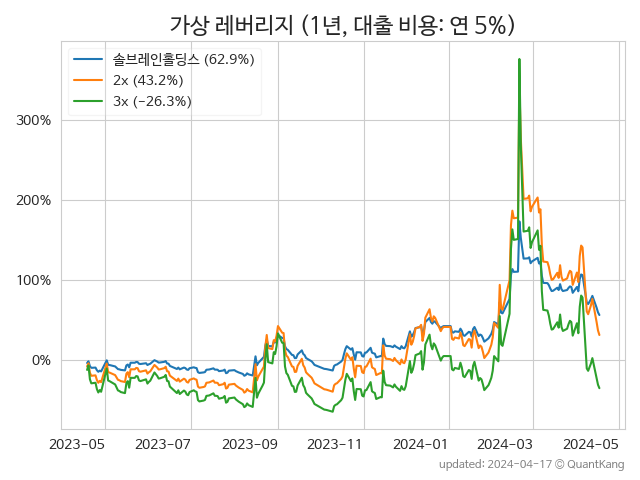 가상 레버리지 (1년, 대출 비용: 연 5%)
솔브레인홀딩스 (62.9%)
2x (43.2%)
3x (-26.3%)
300%
200%
100%
0%
2023-05 2023-07 2023-09 2023-11 2024-01 2024-03 2024-05
updated: 2024-04-17 © QuantKang